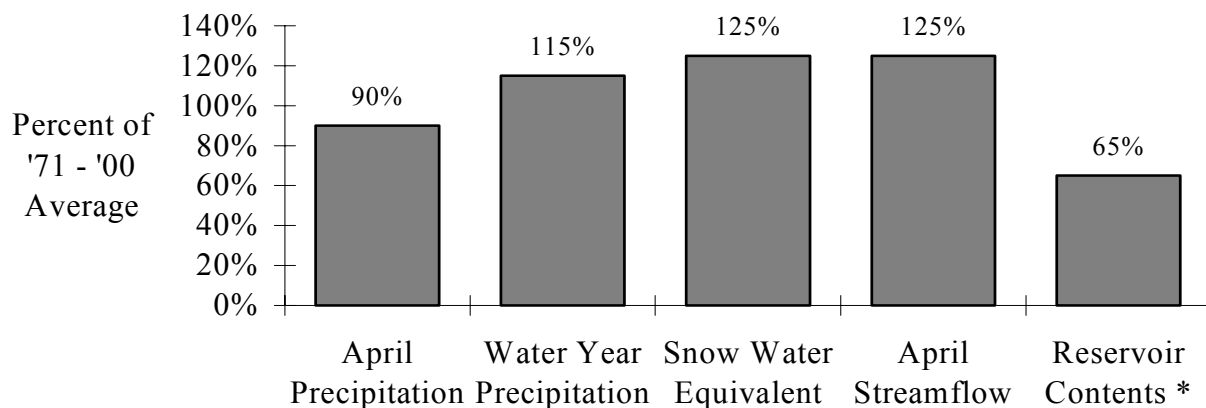 140%
120%
100%
80%
60%
40%
20%
0%
Percent of
'71 - '00
Average
90%
115%
125%
125%
65%
April
Precipitation
Water Year
Precipitation
Snow Water
Equivalent
April
Streamflow
Reservoir
Contents *